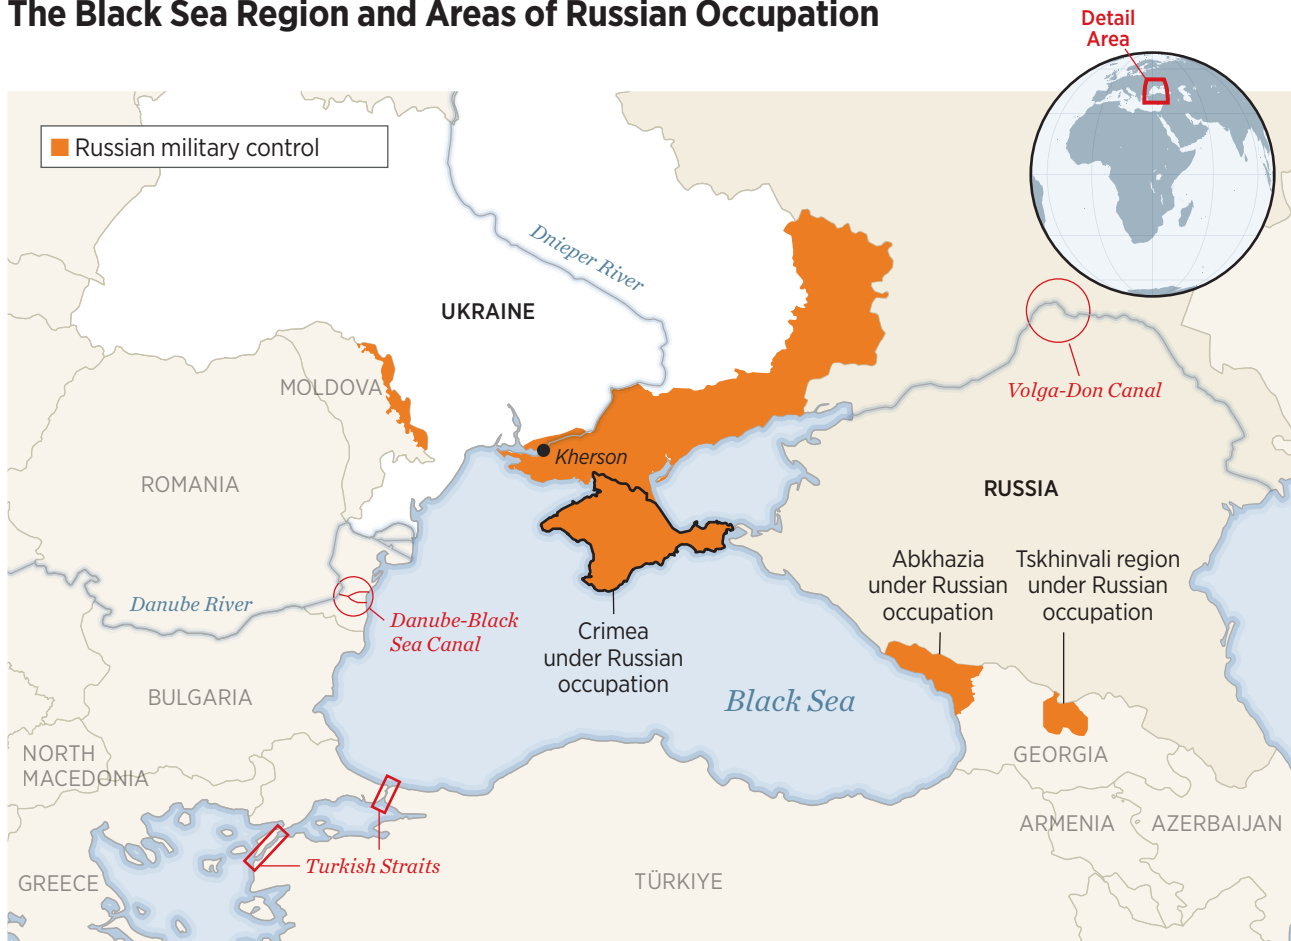 The Black Sea Region and Areas of Russian Occupation
Detail
Area
Russian military control
Dnieper River
UKRAINE
MOLDOVA
Volga-Don Canal
Kherson
ROMANIA
RUSSIA
Abkhazia
under Russian
occupation
Tskhinvali region
under Russian
occupation
Danube River
Danube-Black
Sea Canal
Crimea
under Russian
occupation
BULGARIA
Black Sea
NORTH
MACEDONIA
GEORGIA
ARMENIA
AZERBAIJAN
Turkish Straits
GREECE
TÜRKIYE